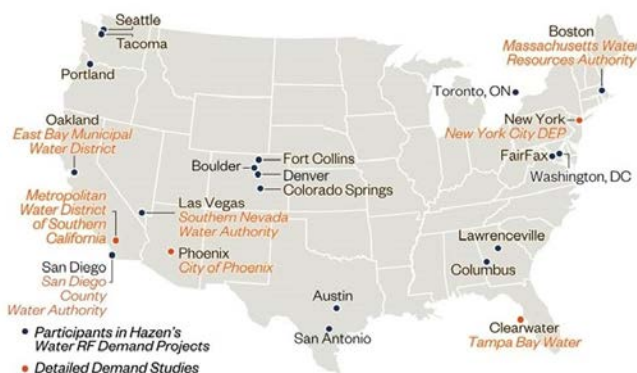 Seattle
Tacoma
Portland
Oakland
East Bay Municipal
Water District
Metropolitan
Water District
of Southern
California
San Diego
San Diego
County
Water Authority
Las Vegas
Southern Nevada
Water Authority
Phoenix
City of Phoenix
Boulder
Fort Collins
Denver
Colorado Springs
Austin
San Antonio
Toronto, ON
Boston
Massachusetts Water
Resources Authority
New York
New York City DEP
FairFax
Washington, DC
Lawrenceville
Columbus
Clearwater
Tampa Bay Water
Participants in Hazen's
Water RF Demand Projects
Detailed Demand Studies